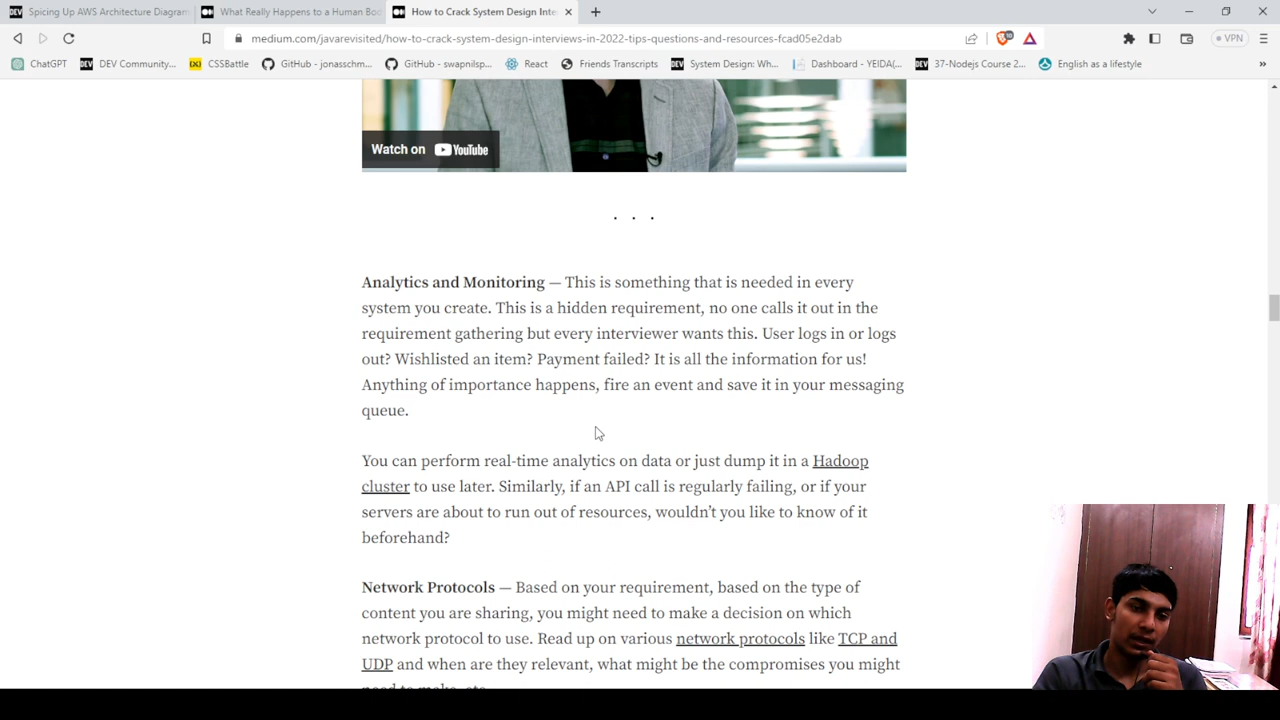 Spicing Up AWS Architecture Diagram
What Really Happens to a Human Bod
How to Crack System Design Inte
medium.com/javarevisited/how-to-crack-system-design-interviews-in-2022-tips-questions-and-resources-fcad05e2dab
VPN
ChatGPT
DEV Community...
CSSBattle
GitHub - jonasschm...
GitHub - swapnilsp...
React
Friends Transcripts
System Design: Wh...
Dashboard - YEIDA(...
37-Nodejs Course 2...
English as a lifestyle
Watch on YouTube
. . .
Analytics and Monitoring — This is something that is needed in every
system you create. This is a hidden requirement, no one calls it out in the
requirement gathering but every interviewer wants this. User logs in or logs
out? Wishlisted an item? Payment failed? It is all the information for us!
Anything of importance happens, fire an event and save it in your messaging
queue.
You can perform real-time analytics on data or just dump it in a Hadoop
cluster to use later. Similarly, if an API call is regularly failing, or if your
servers are about to run out of resources, wouldn’t you like to know of it
beforehand?
Network Protocols — Based on your requirement, based on the type of
content you are sharing, you might need to make a decision on which
network protocol to use. Read up on various network protocols like TCP and
UDP and when are they relevant, what might be the compromises you might
need to make, etc.